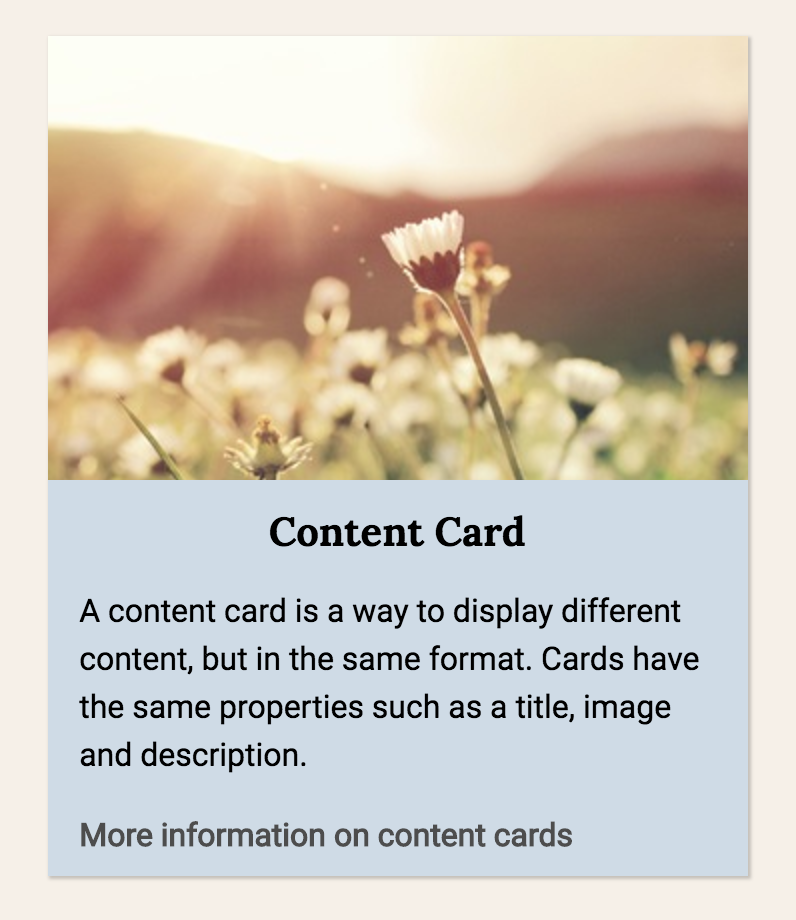 Content Card
A content card is a way to display different
content, but in the same format. Cards have
the same properties such as a title, image
and description.
More information on content cards